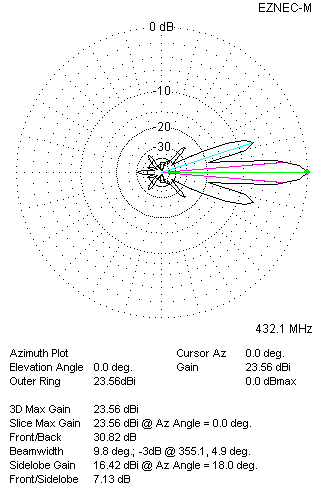 EZNEC-M
0 dB
-10
-20
-30
432.1 MHz
Azimuth Plot Cursor Az 0.0 deg.
Elevation Angle 0.0 deg. Gain 23.56 dBi
Outer Ring 23.56dBi 0.0 dBmax
3D Max Gain 23.56 dBi
Slice Max Gain 23.56 dBi @ Az Angle = 0.0 deg.
Front/Back 30.82 dB
Beamwidth 9.8 deg.; -3dB @ 355.1, 4.9 deg.
Sidelobe Gain 16.42 dBi @ Az Angle = 18.0 deg.
Front/Sidelobe 7.13 dB